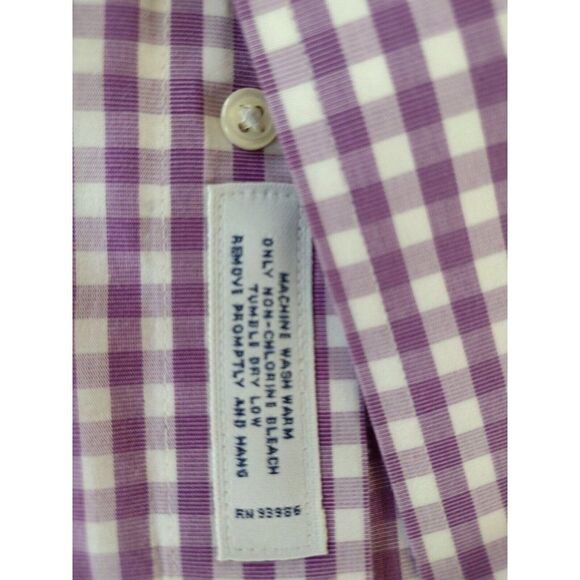 MACHINE WASH WARM
ONLY NON-CHLORINE BLEACH
TUMBLE DRY LOW
REMOVE PROMPTLY AND HANG
RN 93986